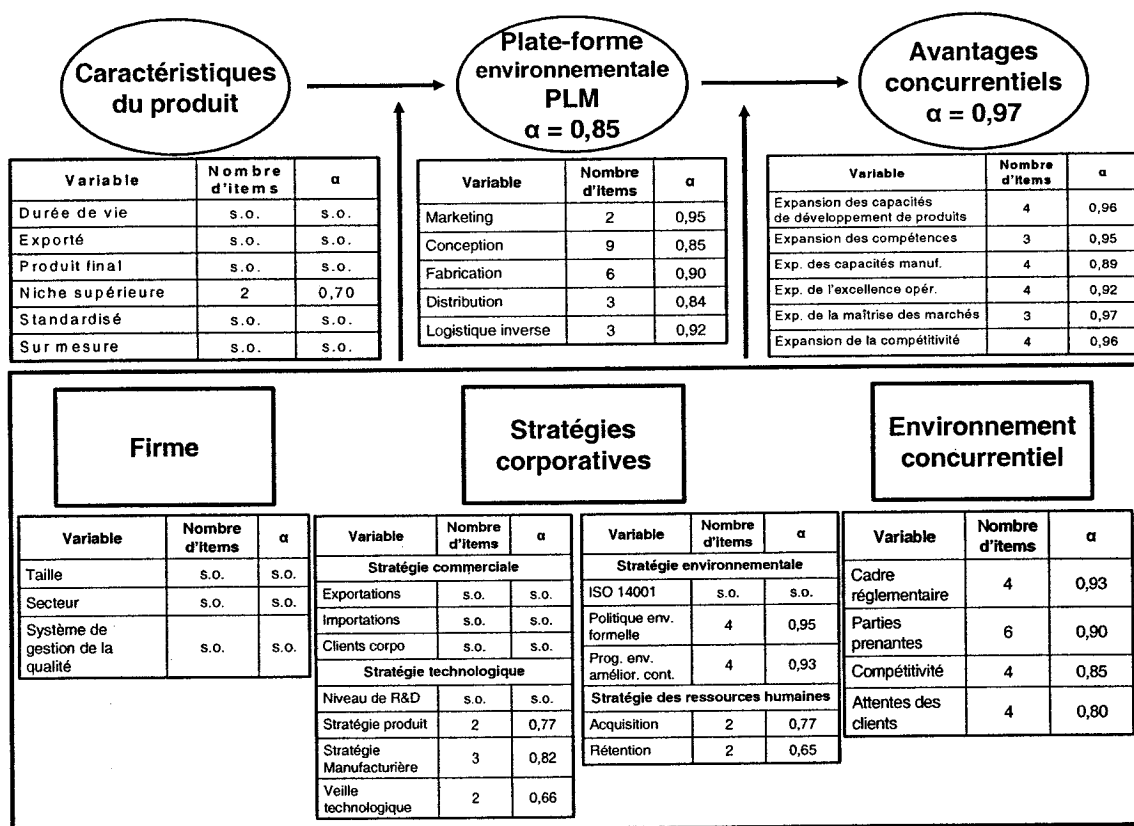 Caractéristiques
du produit
Plate-forme
environnementale
PLM
α = 0,85
Avantages
concurrentiels
α = 0,97
Variable Nombre d'items α
Durée de vie s.o. s.o.
Exporté s.o. s.o.
Produit final s.o. s.o.
Niche supérieure 2 0,70
Standardisé s.o. s.o.
Sur mesure s.o. s.o.
Variable Nombre d'items α
Marketing 2 0,95
Conception 9 0,85
Fabrication 6 0,90
Distribution 3 0,84
Logistique inverse 3 0,92
Variable Nombre d'items α
Expansion des capacités
de développement de produits 4 0,96
Expansion des compétences 3 0,95
Exp. des capacités manuf. 4 0,89
Exp. de l'excellence opér. 4 0,92
Exp. de la maîtrise des marchés 3 0,97
Expansion de la compétitivité 4 0,96
Firme
Stratégies
corporatives
Environnement
concurrentiel
Variable Nombre d'items α
Taille s.o. s.o.
Secteur s.o. s.o.
Système de
gestion de la
qualité s.o. s.o.
Variable Nombre d'items α
Stratégie commerciale
Exportations s.o. s.o.
Importations s.o. s.o.
Clients corpo s.o. s.o.
Stratégie technologique
Niveau de R&D s.o. s.o.
Stratégie produit 2 0,77
Stratégie
Manufacturière 3 0,82
Veille
technologique 2 0,66
Variable Nombre d'items α
Stratégie environnementale
ISO 14001 s.o. s.o.
Politique env.
formelle 4 0,95
Prog. env.
amélior. cont. 4 0,93
Stratégie des ressources humaines
Acquisition 2 0,77
Rétention 2 0,65
Variable Nombre d'items α
Cadre
réglementaire 4 0,93
Parties
prenantes 6 0,90
Compétitivité 4 0,85
Attentes des
clients 4 0,80